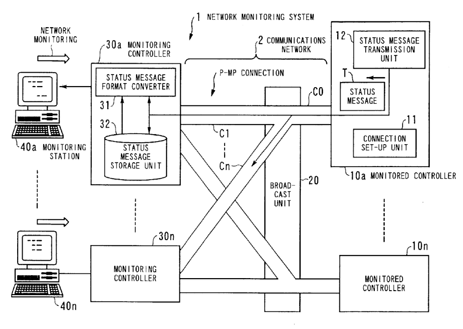 1 NETWORK MONITORING SYSTEM
NETWORK
MONITORING
30a MONITORING
CONTROLLER
2 COMMUNICATIONS
NETWORK
P-MP CONNECTION
12
STATUS MESSAGE
TRANSMISSION
UNIT
STATUS MESSAGE
FORMAT CONVERTER
31
32
STATUS
MESSAGE
STORAGE UNIT
40a MONITORING
STATION
C0
C1
Cn
T
STATUS
MESSAGE
11
CONNECTION
SET-UP UNIT
10a MONITORED CONTROLLER
BROAD-
CAST
UNIT
20
30n
MONITORING
CONTROLLER
10n
MONITORED
CONTROLLER
40n